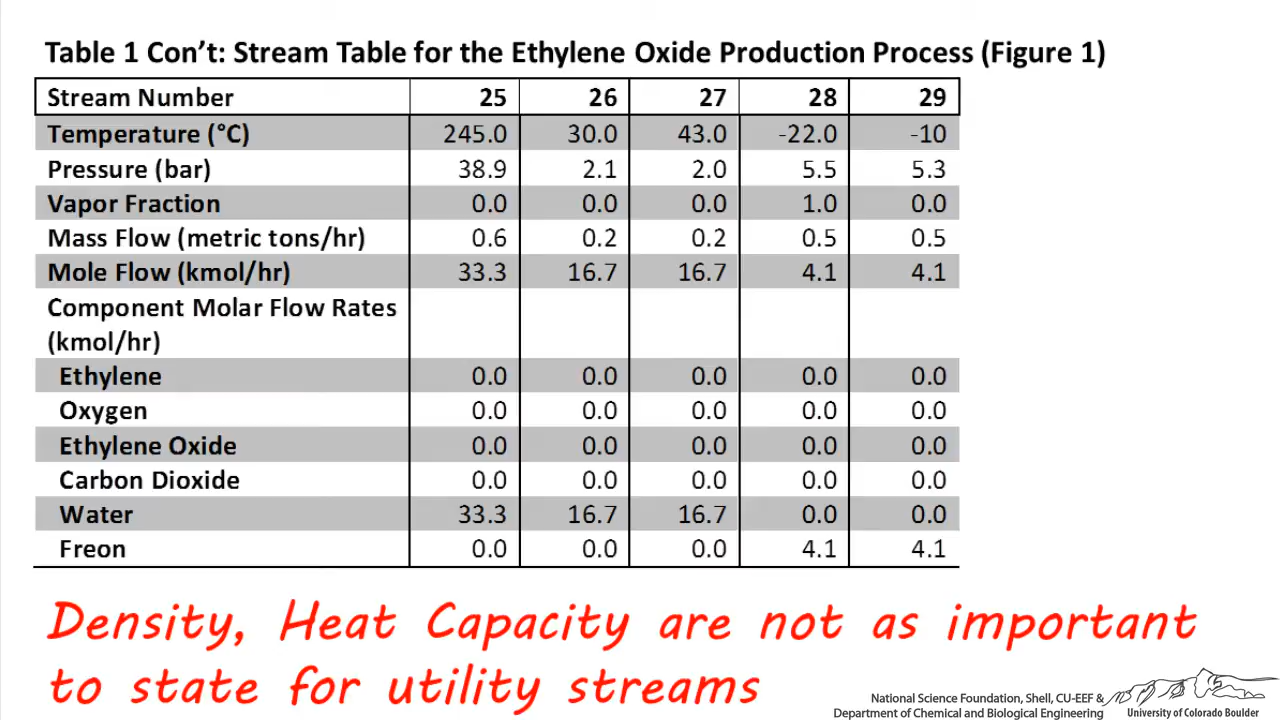 Table 1 Con't: Stream Table for the Ethylene Oxide Production Process (Figure 1)
Stream Number 25 26 27 28 29
Temperature (°C) 245.0 30.0 43.0 -22.0 -10
Pressure (bar) 38.9 2.1 2.0 5.5 5.3
Vapor Fraction 0.0 0.0 0.0 1.0 0.0
Mass Flow (metric tons/hr) 0.6 0.2 0.2 0.5 0.5
Mole Flow (kmol/hr) 33.3 16.7 16.7 4.1 4.1
Component Molar Flow Rates
(kmol/hr)
Ethylene 0.0 0.0 0.0 0.0 0.0
Oxygen 0.0 0.0 0.0 0.0 0.0
Ethylene Oxide 0.0 0.0 0.0 0.0 0.0
Carbon Dioxide 0.0 0.0 0.0 0.0 0.0
Water 33.3 16.7 16.7 0.0 0.0
Freon 0.0 0.0 0.0 4.1 4.1
Density, Heat Capacity are not as important
to state for utility streams
National Science Foundation, Shell, CU-EEF &
Department of Chemical and Biological Engineering
University of Colorado Boulder